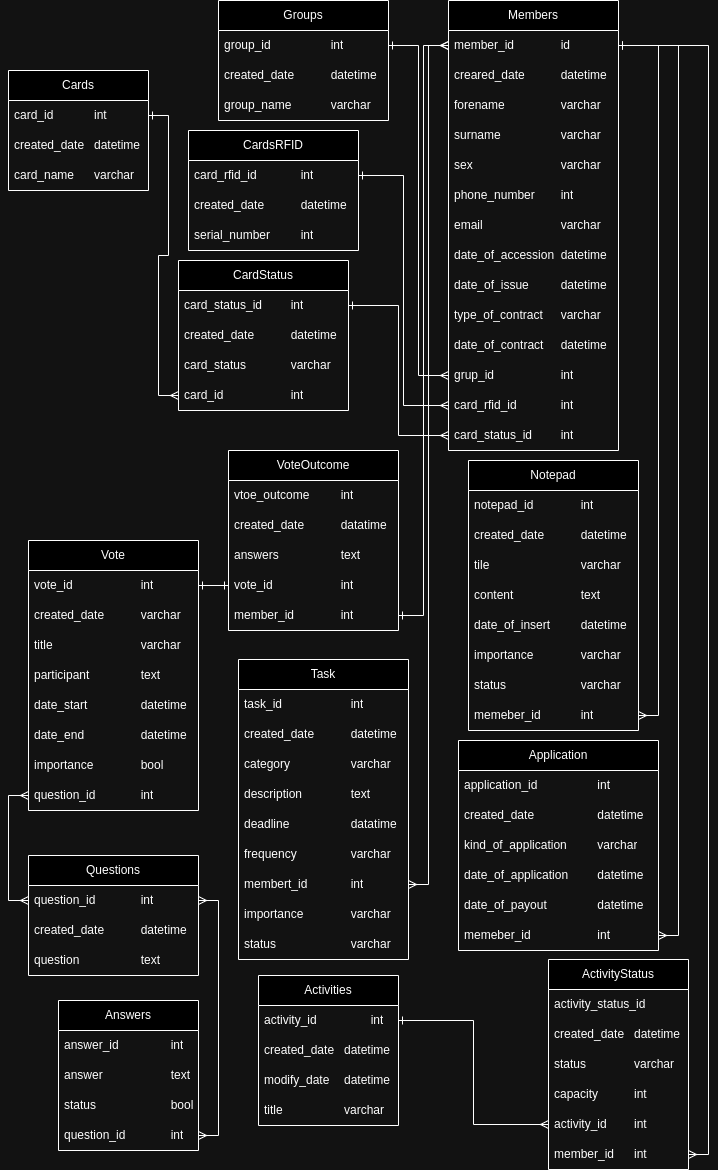 Groups
group_id int
created_date datetime
group_name varchar
Members
member_id id
creared_date datetime
forename varchar
surname varchar
sex varchar
phone_number int
email varchar
date_of_accession datetime
date_of_issue datetime
type_of_contract varchar
date_of_contract datetime
grup_id int
card_rfid_id int
card_status_id int
Cards
card_id int
created_date datetime
card_name varchar
CardsRFID
card_rfid_id int
created_date datetime
serial_number int
CardStatus
card_status_id int
created_date datetime
card_status varchar
card_id int
VoteOutcome
vtoe_outcome int
created_date datatime
answers text
vote_id int
member_id int
Notepad
notepad_id int
created_date datetime
tile varchar
content text
date_of_insert datetime
importance varchar
status varchar
memeber_id int
Vote
vote_id int
created_date varchar
title varchar
participant text
date_start datetime
date_end datetime
importance bool
question_id int
Task
task_id int
created_date datetime
category varchar
description text
deadline datatime
frequency varchar
membert_id int
importance varchar
status varchar
Application
application_id int
created_date datetime
kind_of_application varchar
date_of_application datetime
date_of_payout datetime
memeber_id int
Questions
question_id int
created_date datetime
question text
Activities
activity_id int
created_date datetime
modify_date datetime
title varchar
ActivityStatus
activity_status_id
created_date datetime
status varchar
capacity int
activity_id int
member_id int
Answers
answer_id int
answer text
status bool
question_id int